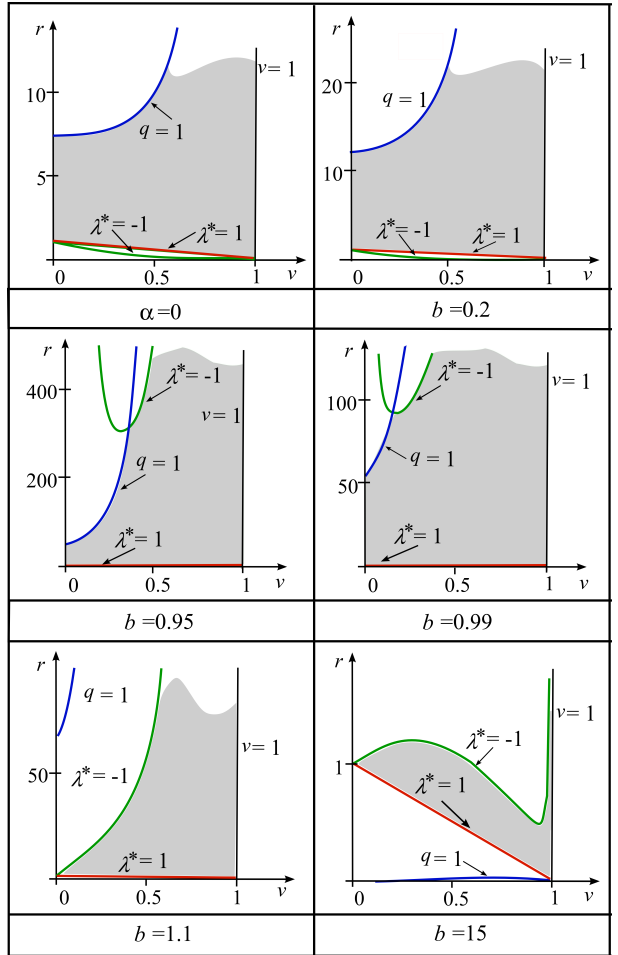 r
10
5
q = 1
v = 1
λ* = -1
λ* = 1
0
0.5
1
v
α=0
r
20
10
q = 1
v = 1
λ* = -1
λ* = 1
0
0.5
1
v
b =0.2
r
400
200
λ* = -1
v = 1
q = 1
λ* = 1
0
0.5
1
v
b =0.95
r
100
50
λ* = -1
v = 1
q = 1
λ* = 1
0
0.5
1
v
b =0.99
r
50
q = 1
v = 1
λ* = -1
λ* = 1
0
0.5
1
v
b =1.1
r
1
v = 1
λ* = -1
λ* = 1
q = 1
0
0.5
1
v
b =15